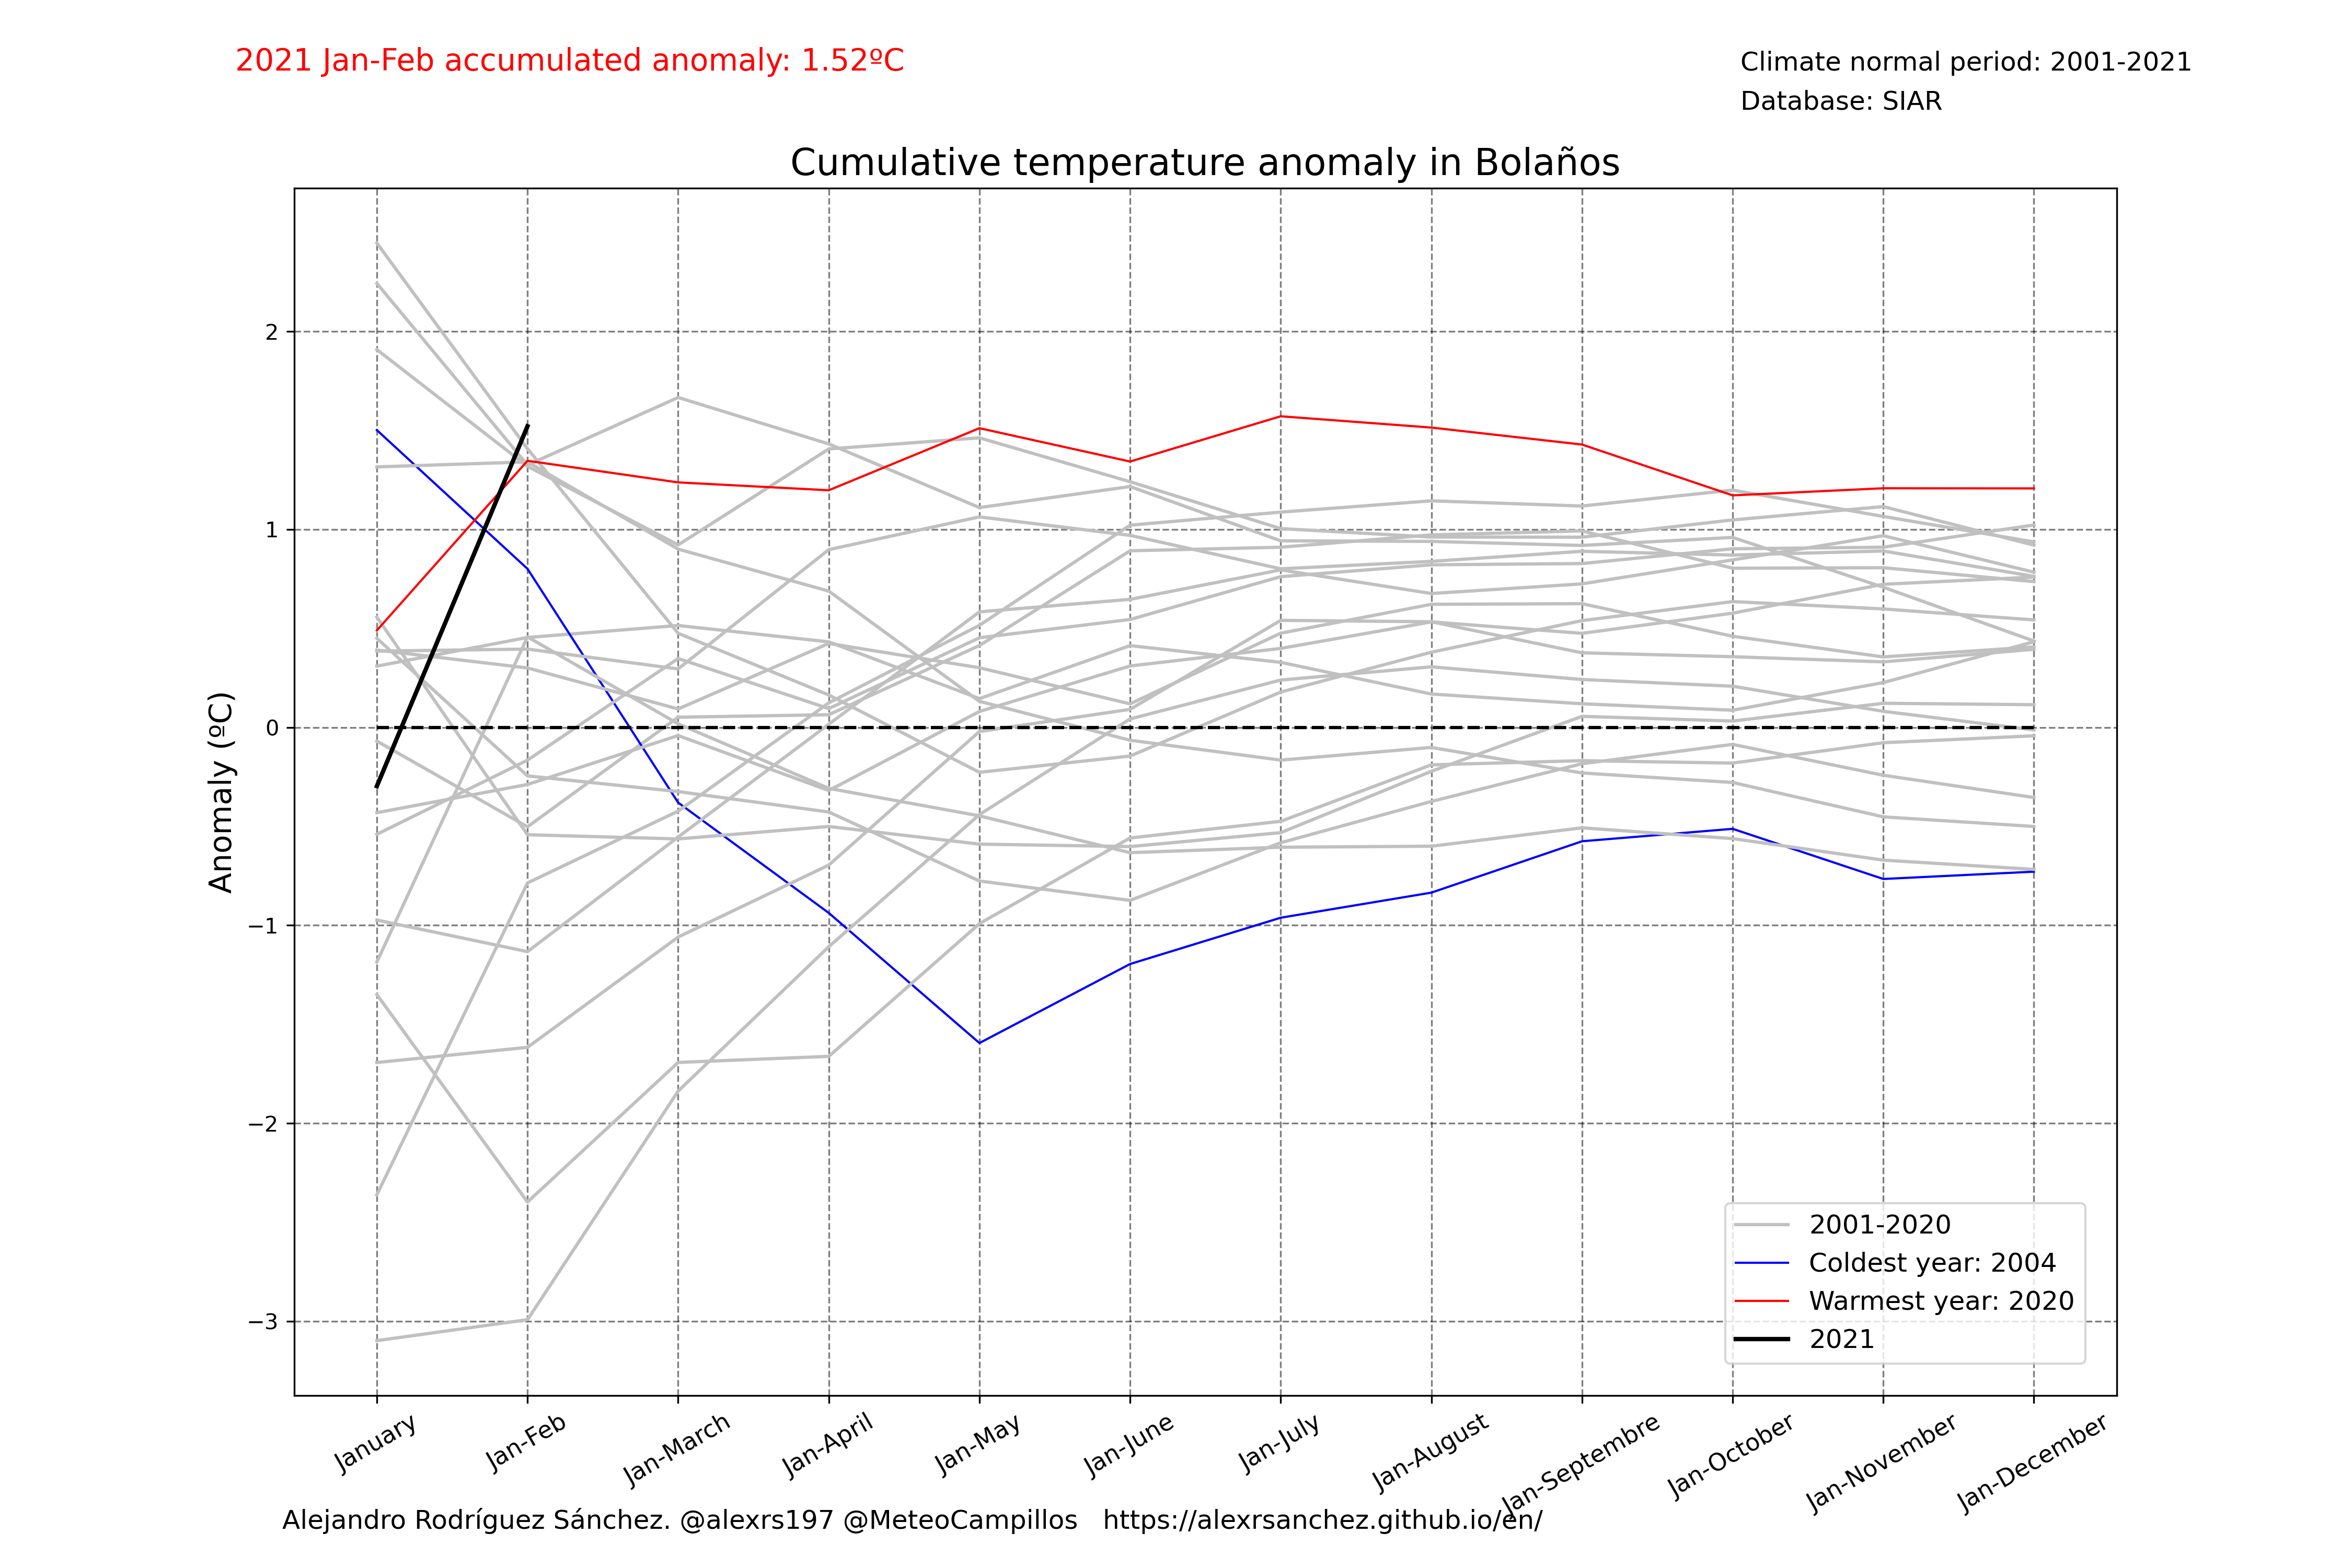 2021 Jan-Feb accumulated anomaly: 1.52ºC
Climate normal period: 2001-2021
Database: SIAR
Cumulative temperature anomaly in Bolaños
Anomaly (ºC)
2
1
0
−1
−2
−3
2001-2020
Coldest year: 2004
Warmest year: 2020
2021
January
Jan-Feb
Jan-March
Jan-April
Jan-May
Jan-June
Jan-July
Jan-August
Jan-Septembre
Jan-October
Jan-November
Jan-December
Alejandro Rodríguez Sánchez. @alexrs197 @MeteoCampillos   https://alexrsanchez.github.io/en/